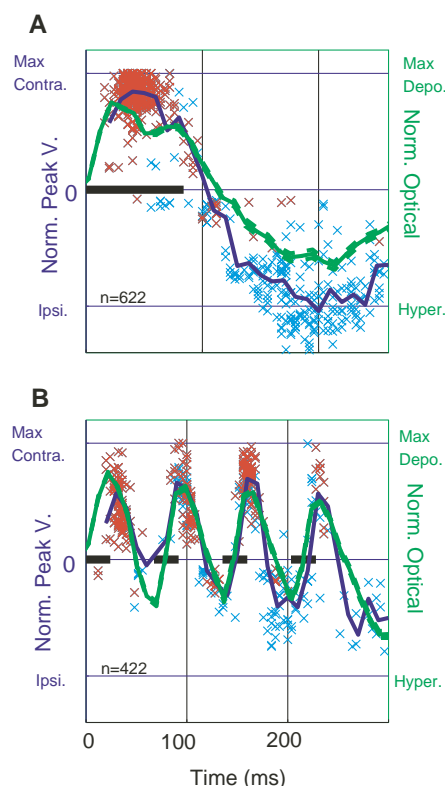 A
Max
Contra.
Max
Depo.
Norm. Peak V.
0
Norm. Optical
n=622
Ipsi.
Hyper.
B
Max
Contra.
Max
Depo.
Norm. Peak V.
0
Norm. Optical
n=422
Ipsi.
Hyper.
0
100
200
Time (ms)